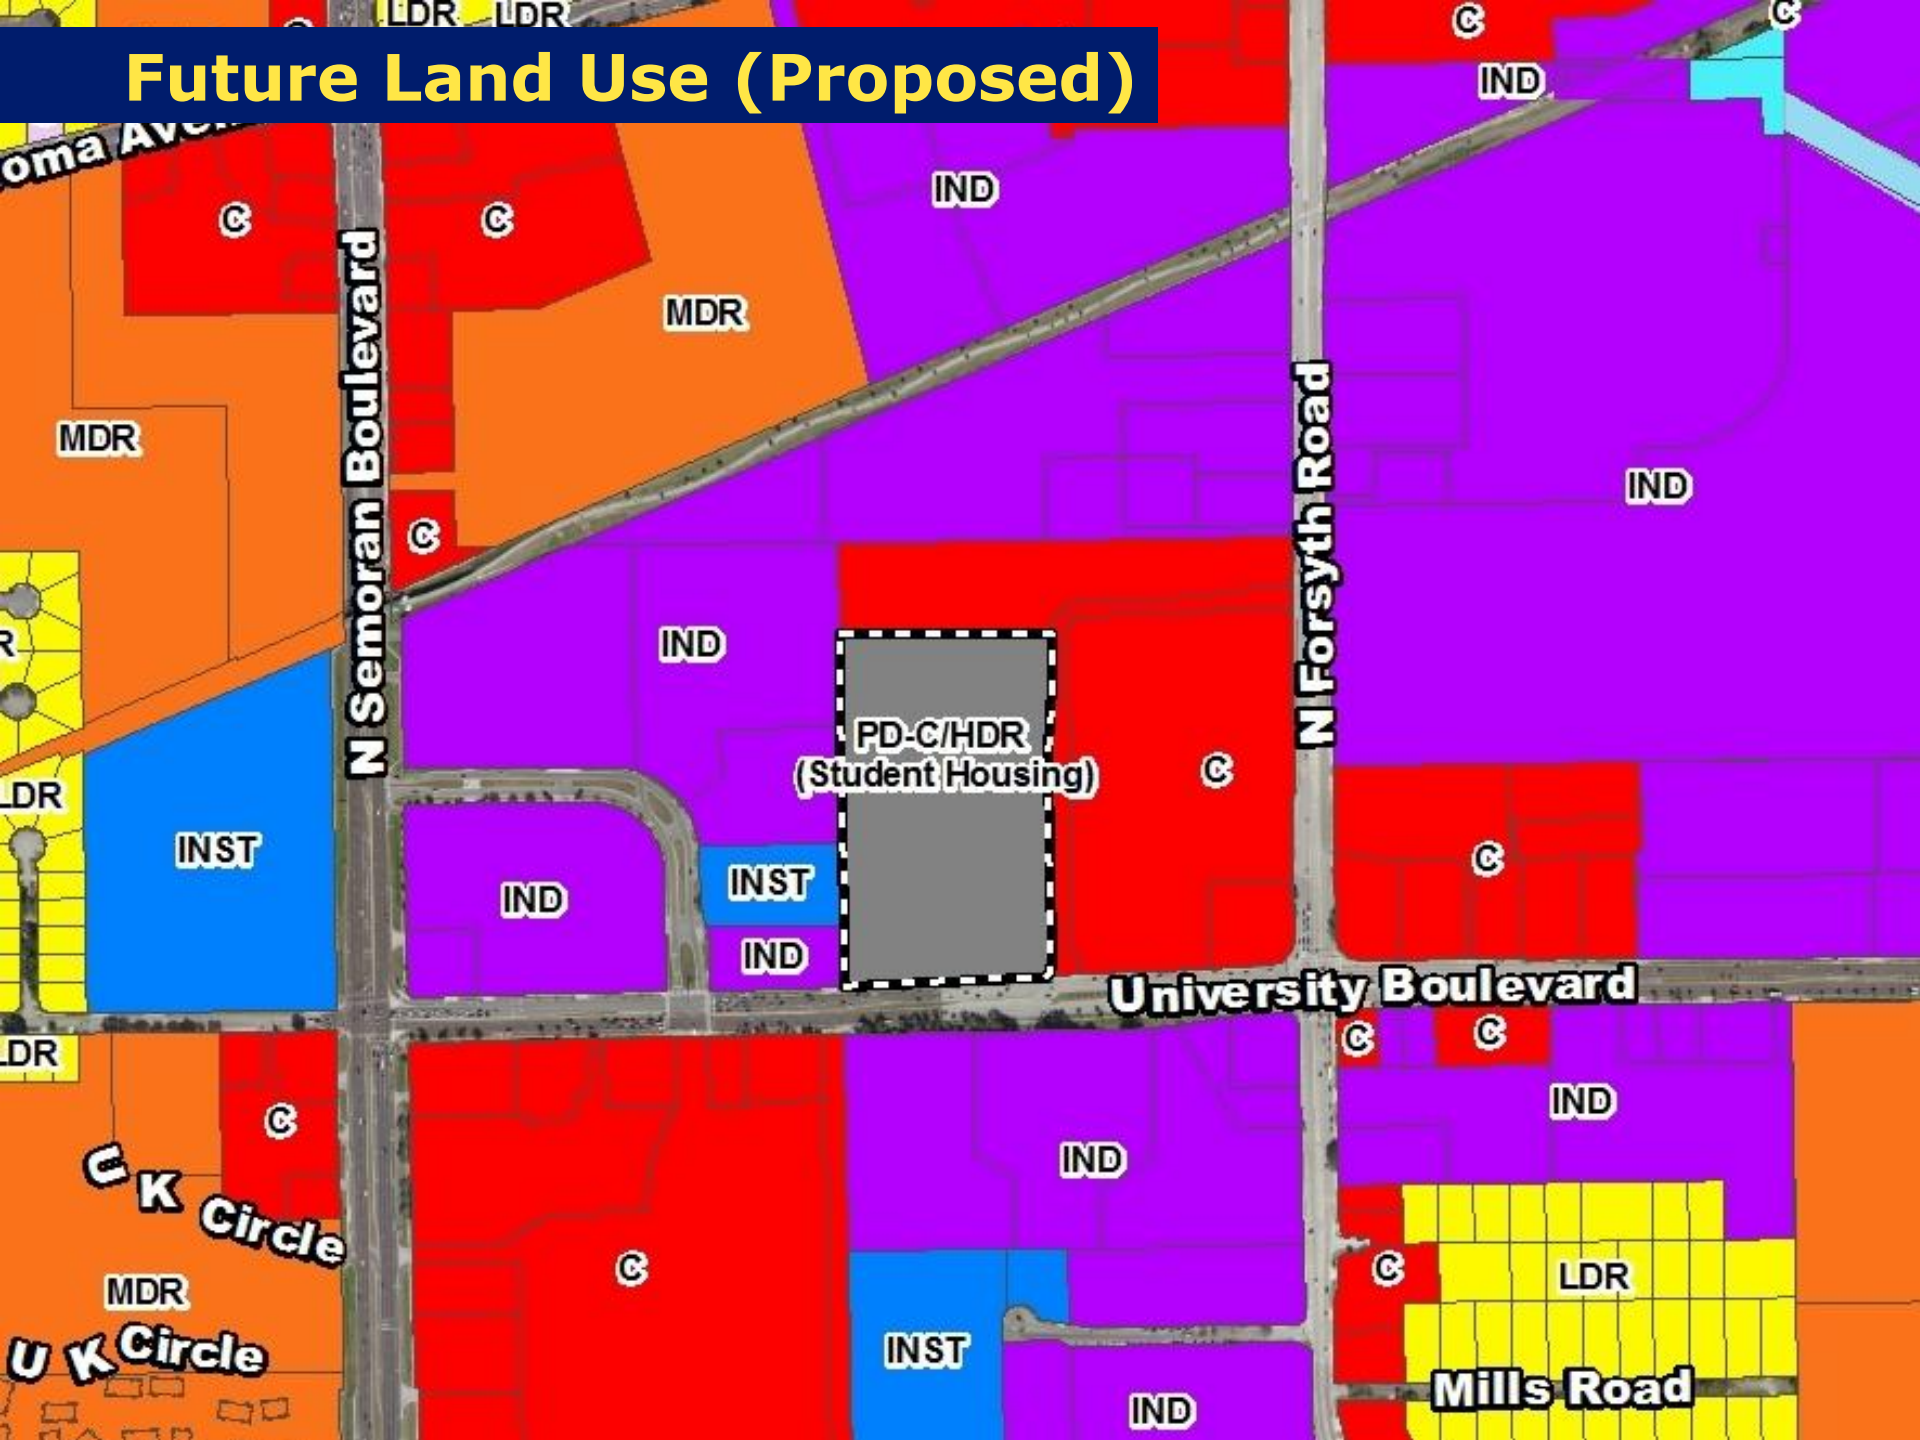 LDR LDR
C
C
Future Land Use (Proposed)
IND
C
C
IND
MDR
MDR
N Semoran Boulevard
N Forsyth Road
IND
C
IND
PD-C/HDR
(Student Housing)
C
LDR
INST
INST
C
IND
IND
University Boulevard
C
C
LDR
IND
C
IND
U K Circle
C
C
LDR
MDR
U K Circle
INST
Mills Road
IND